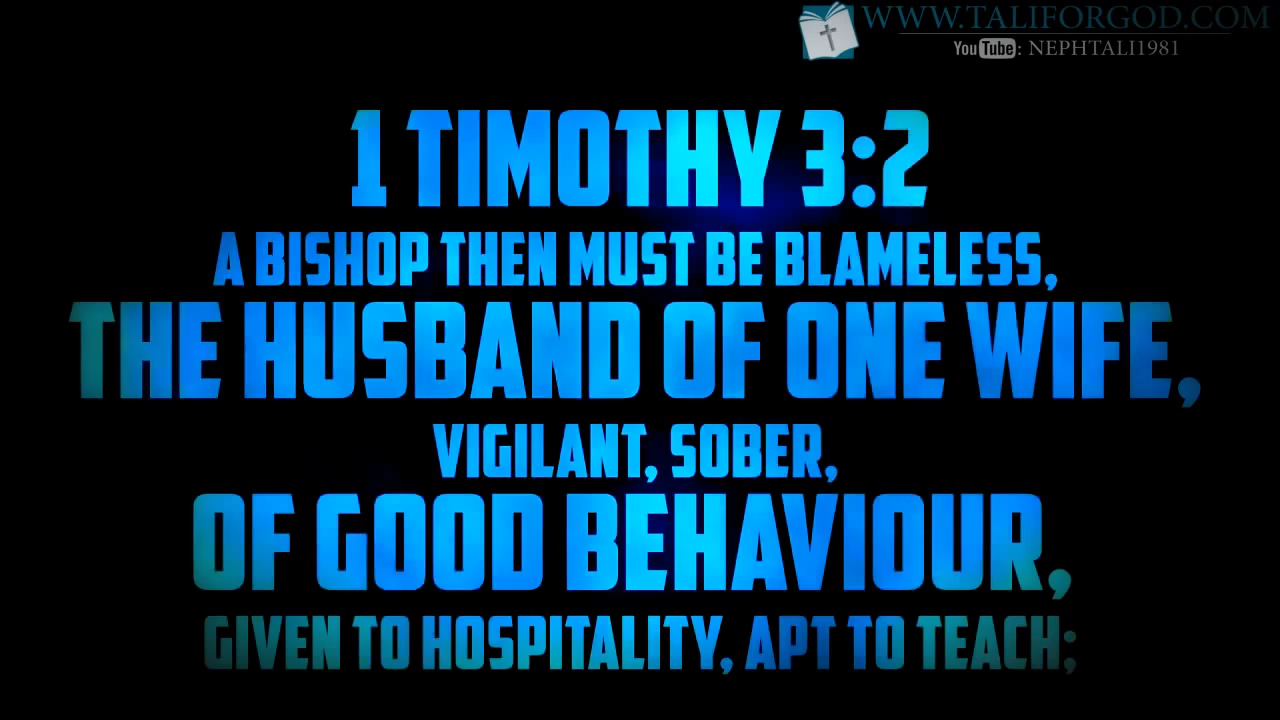 WWW.TALIFORGOD.COM
YouTube: NEPHTALI1981
1 TIMOTHY 3:2
A BISHOP THEN MUST BE BLAMELESS,
THE HUSBAND OF ONE WIFE,
VIGILANT, SOBER,
OF GOOD BEHAVIOUR,
GIVEN TO HOSPITALITY, APT TO TEACH;